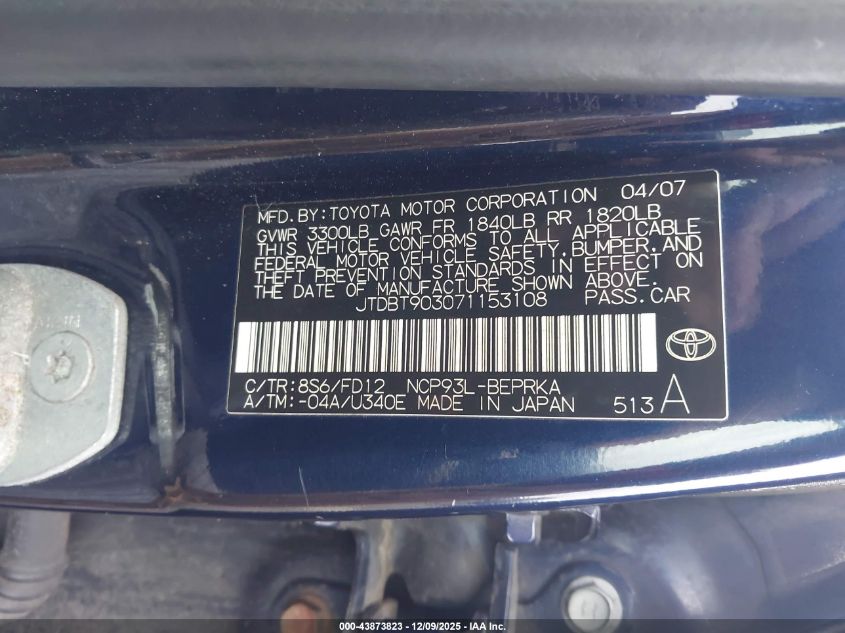 MFD.BY:TOYOTA MOTOR CORPORATION 04/07
GVWR 3300LB GAWR FR 1840LB RR 1820LB
THIS VEHICLE CONFORMS TO ALL APPLICABLE
FEDERAL MOTOR VEHICLE SAFETY,BUMPER,AND
THEFT PREVENTION STANDARDS IN EFFECT ON
THE DATE OF MANUFACTURE SHOWN ABOVE.
JTDBT903071153108 PASS.CAR
C/TR:8S6/FD12 NCP93L-BEPRKA
A/TM:-04A/U340E MADE IN JAPAN 513 A
000-43873823 - 12/09/2025 - IAA Inc.